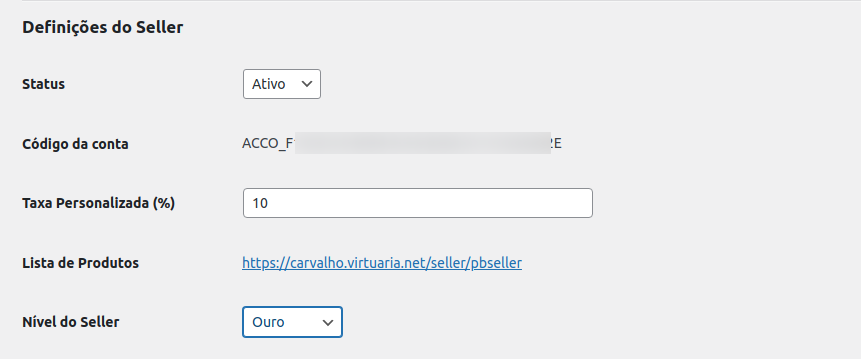 Definições do Seller
Status Ativo
Código da conta ACCO_F 2E
Taxa Personalizada (%) 10
Lista de Produtos https://carvalho.virtuaria.net/seller/pbseller
Nível do Seller Ouro